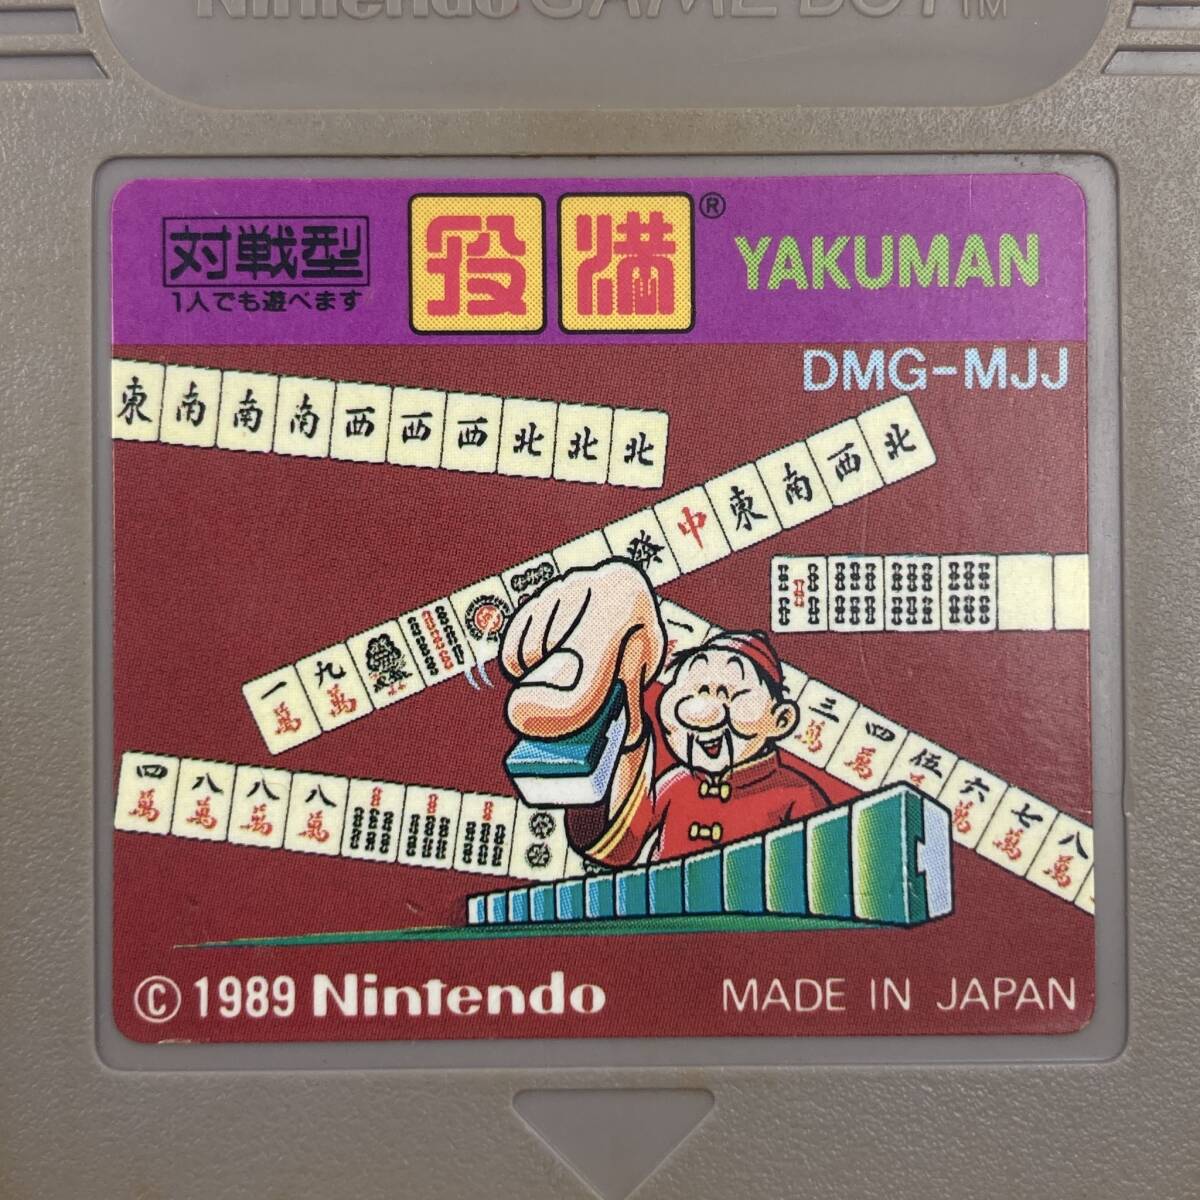 Nintendo GAME BOY TM
対戦型
1人でも遊べます
役満®
YAKUMAN
DMG-MJJ
東南南南西西西北北北
中東南西北
一萬九萬
三萬四萬伍萬六萬七萬八萬
四萬八萬八萬八萬
© 1989 Nintendo
MADE IN JAPAN